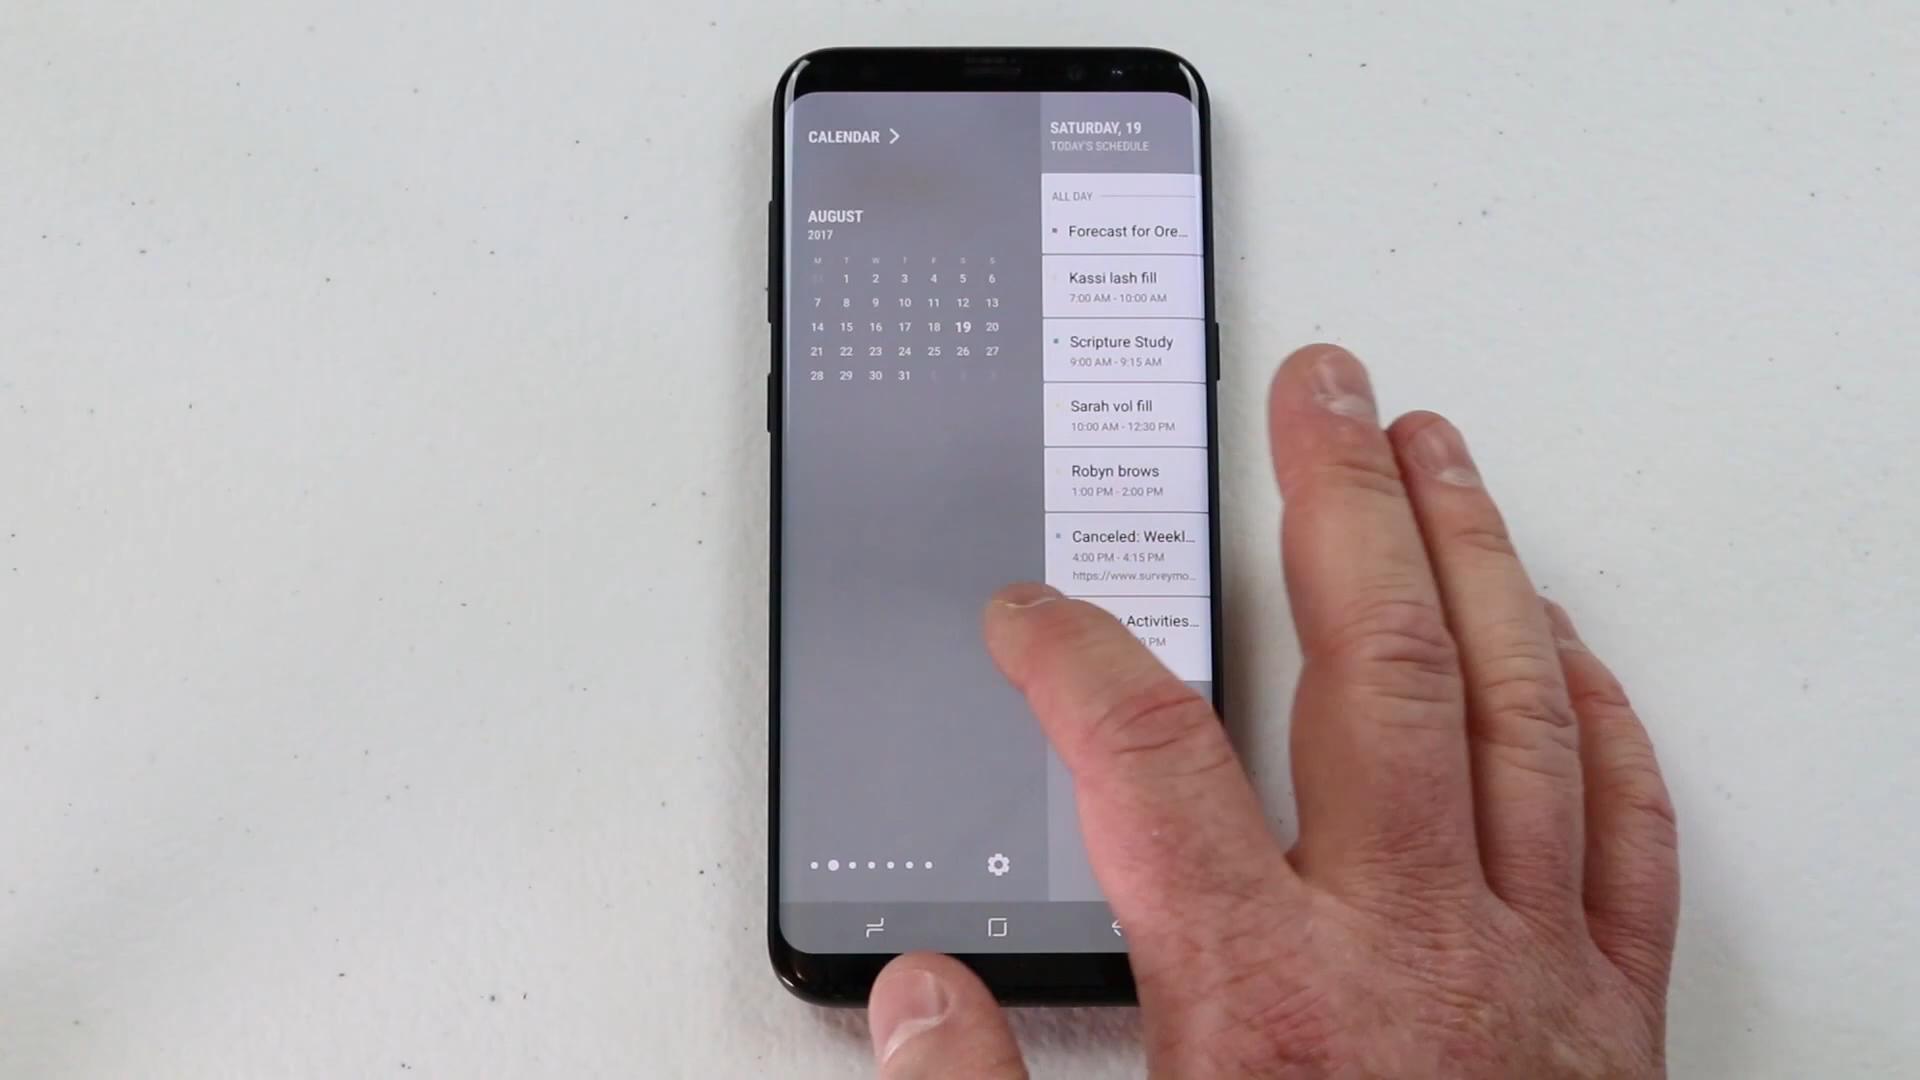 CALENDAR
AUGUST
2017
M T W T F S S
1 2 3 4 5 6
7 8 9 10 11 12 13
14 15 16 17 18 19 20
21 22 23 24 25 26 27
28 29 30 31
SATURDAY, 19
TODAY'S SCHEDULE
ALL DAY
Forecast for Ore...
Kassi lash fill
7:00 AM - 10:00 AM
Scripture Study
9:00 AM - 9:15 AM
Sarah vol fill
10:00 AM - 12:30 PM
Robyn brows
1:00 PM - 2:00 PM
Canceled: Weekl...
4:00 PM - 4:15 PM
https://www.surveymo...
Activities...
PM